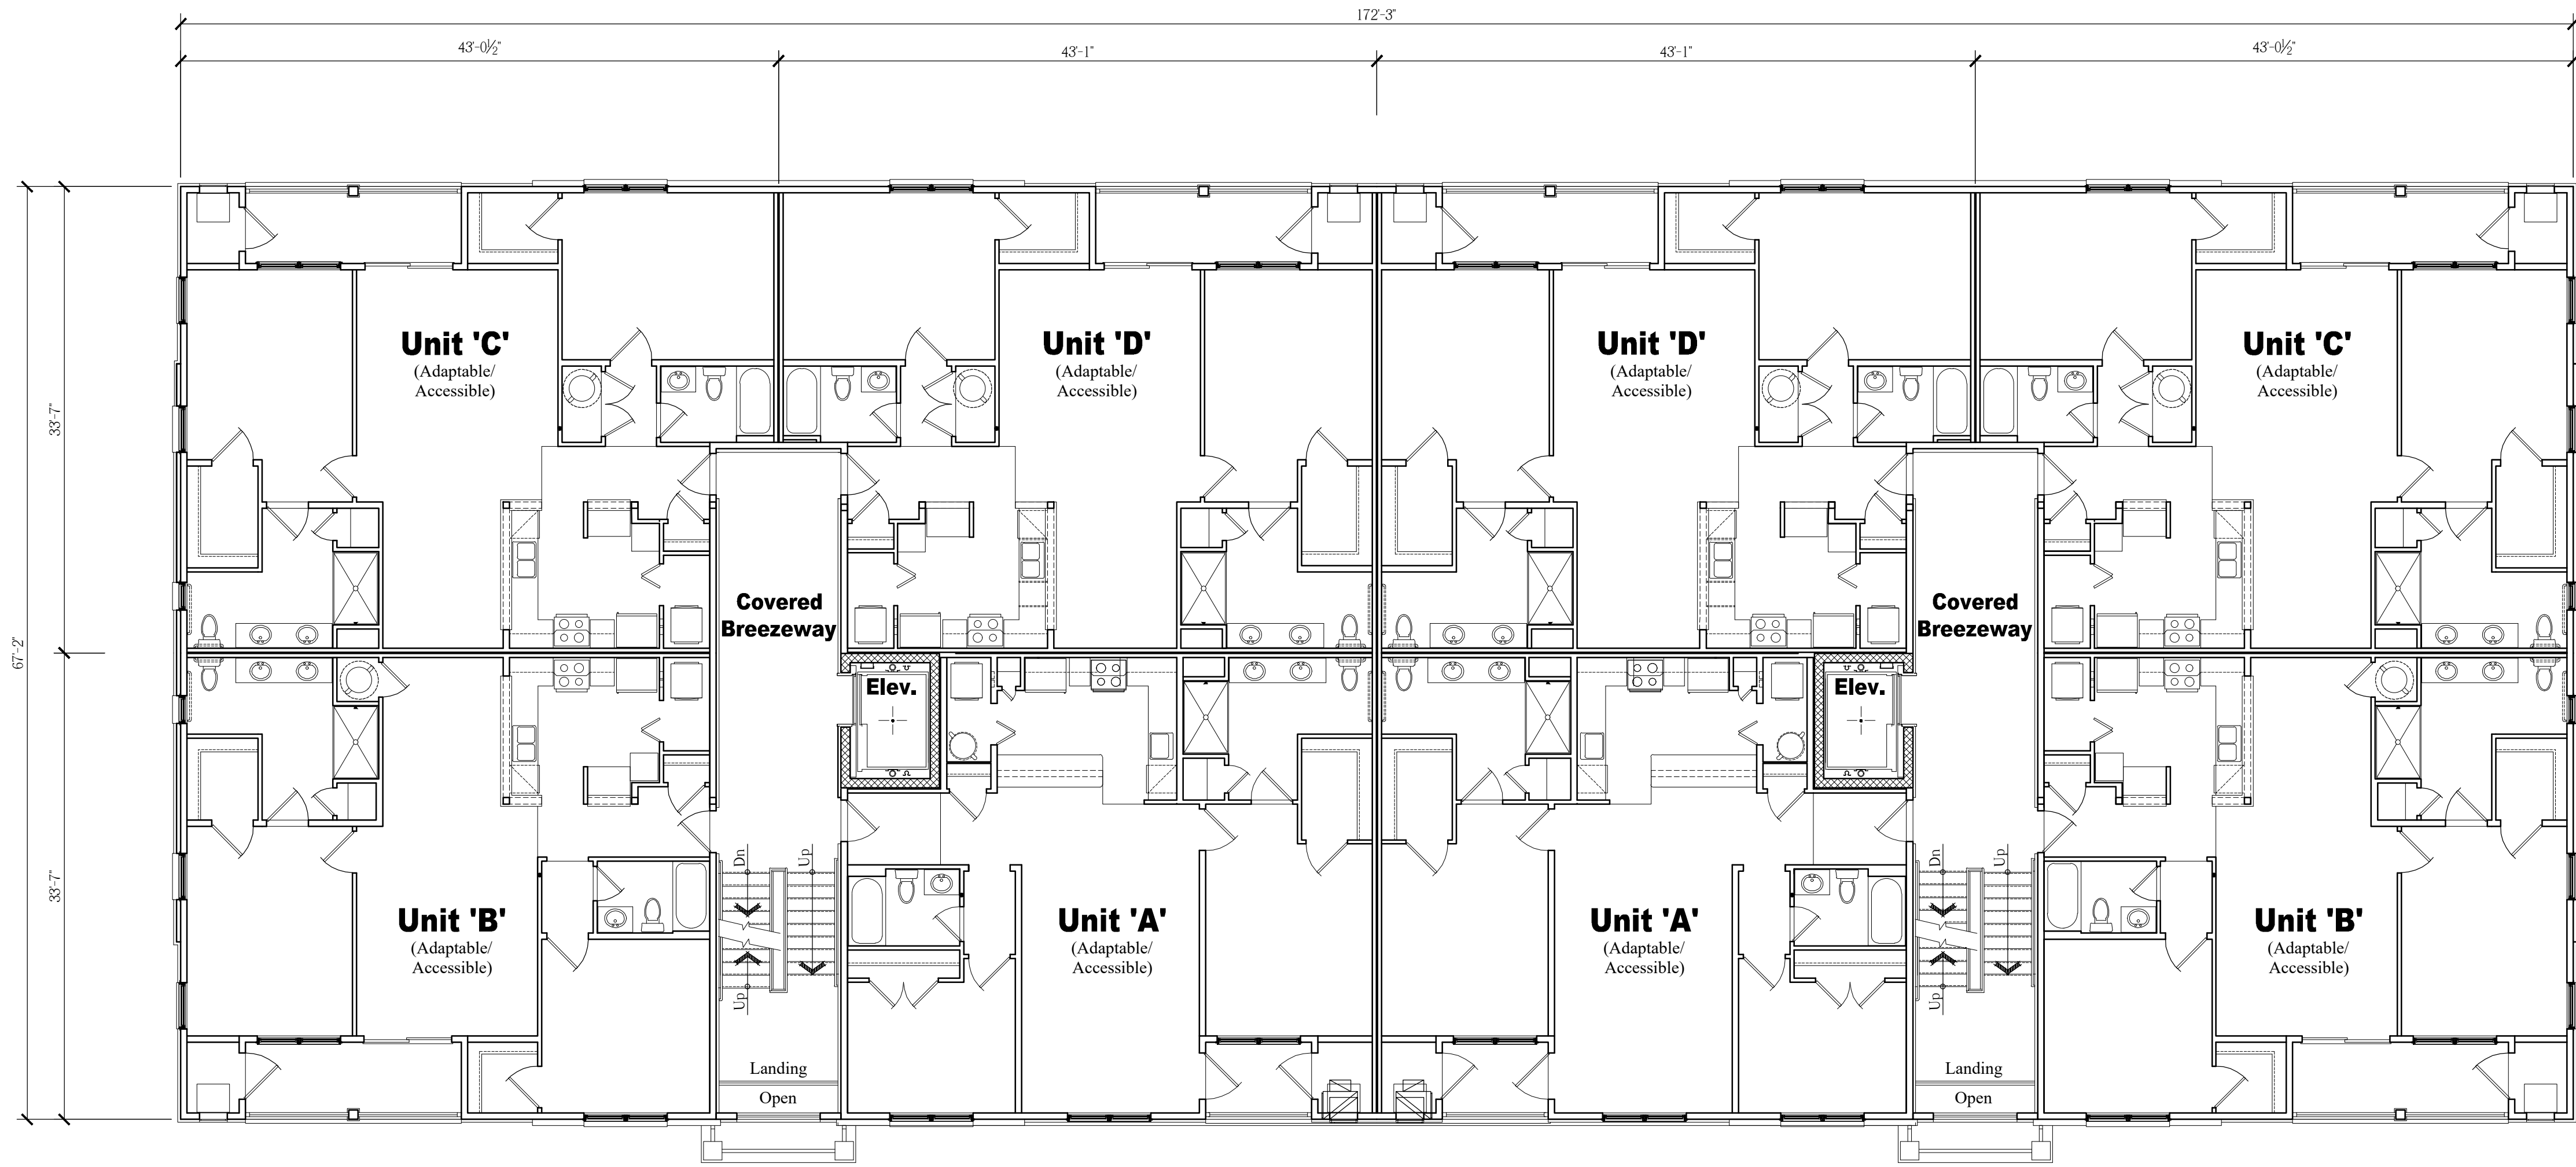 172'-3"
43'-0½"
43'-1"
43'-1"
43'-0½"
67'-2"
33'-7"
33'-7"
Unit 'C'
(Adaptable/
Accessible)
Unit 'D'
(Adaptable/
Accessible)
Unit 'D'
(Adaptable/
Accessible)
Unit 'C'
(Adaptable/
Accessible)
Covered
Breezeway
Covered
Breezeway
Elev.
Elev.
Dn
Up
Dn
Up
Unit 'B'
(Adaptable/
Accessible)
Unit 'A'
(Adaptable/
Accessible)
Unit 'A'
(Adaptable/
Accessible)
Unit 'B'
(Adaptable/
Accessible)
Up
Up
Landing
Open
Landing
Open